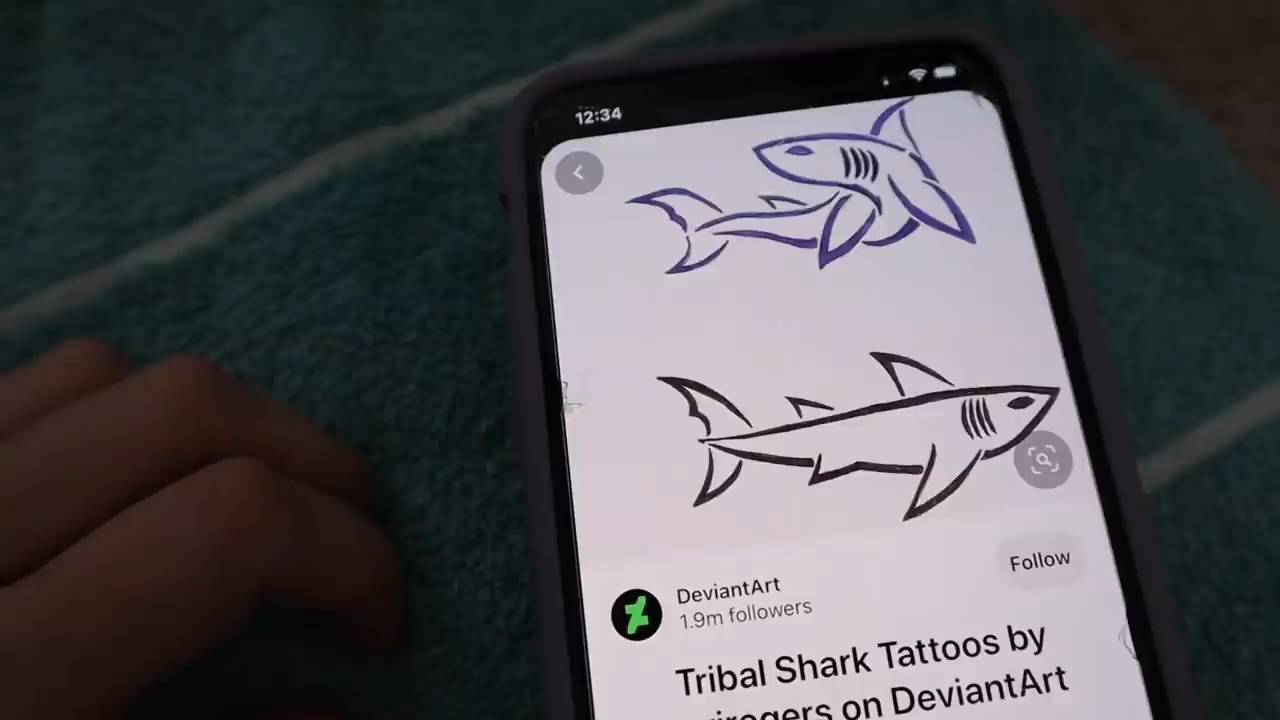 12:34
DeviantArt
1.9m followers
Follow
Tribal Shark Tattoos by
on DeviantArt